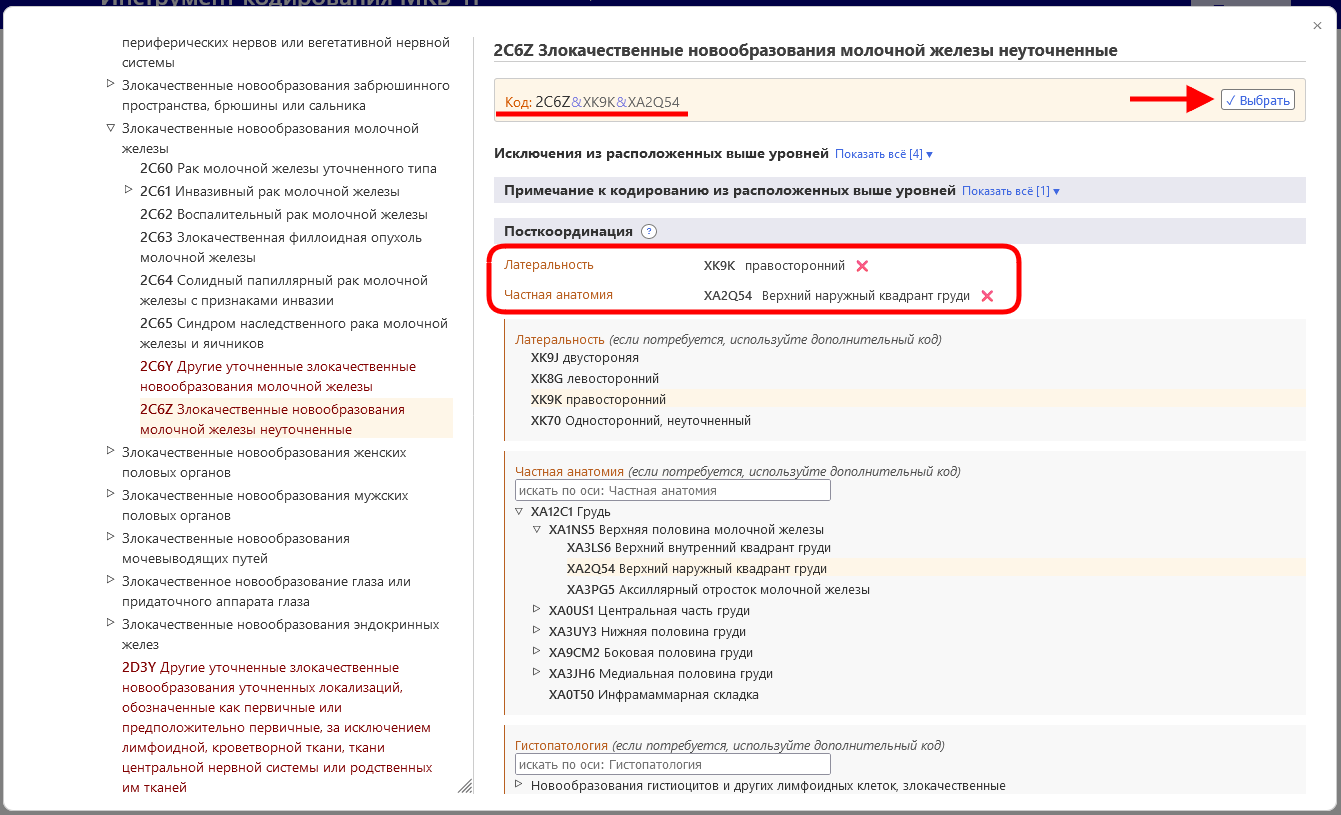 Инструмент кодирования МКБ-11
×
периферических нервов или вегетативной нервной
системы
Злокачественные новообразования забрюшинного
пространства, брюшины или сальника
Злокачественные новообразования молочной
железы
2C60 Рак молочной железы уточненного типа
2C61 Инвазивный рак молочной железы
2C62 Воспалительный рак молочной железы
2C63 Злокачественная филлоидная опухоль
молочной железы
2C64 Солидный папиллярный рак молочной
железы с признаками инвазии
2C65 Синдром наследственного рака молочной
железы и яичников
2C6Y Другие уточненные злокачественные
новообразования молочной железы
2C6Z Злокачественные новообразования
молочной железы неуточненные
Злокачественные новообразования женских
половых органов
Злокачественные новообразования мужских
половых органов
Злокачественные новообразования
мочевыводящих путей
Злокачественное новообразование глаза или
придаточного аппарата глаза
Злокачественные новообразования эндокринных
желез
2D3Y Другие уточненные злокачественные
новообразования уточненных локализаций,
обозначенные как первичные или
предположительно первичные, за исключением
лимфоидной, кроветворной ткани, ткани
центральной нервной системы или родственных
им тканей
2C6Z Злокачественные новообразования молочной железы неуточненные
Код: 2C6Z&XK9K&XA2Q54
✓ Выбрать
Исключения из расположенных выше уровней Показать всё [4] ▾
Примечание к кодированию из расположенных выше уровней Показать всё [1] ▾
Посткоординация ?
Латеральность XK9K правосторонний
Частная анатомия XA2Q54 Верхний наружный квадрант груди
Латеральность (если потребуется, используйте дополнительный код)
XK9J двустороняя
XK8G левосторонний
XK9K правосторонний
XK70 Односторонний, неуточненный
Частная анатомия (если потребуется, используйте дополнительный код)
искать по оси: Частная анатомия
XA12C1 Грудь
XA1NS5 Верхняя половина молочной железы
XA3LS6 Верхний внутренний квадрант груди
XA2Q54 Верхний наружный квадрант груди
XA3PG5 Аксиллярный отросток молочной железы
XA0US1 Центральная часть груди
XA3UY3 Нижняя половина груди
XA9CM2 Боковая половина груди
XA3JH6 Медиальная половина груди
XA0T50 Инфрамаммарная складка
Гистопатология (если потребуется, используйте дополнительный код)
искать по оси: Гистопатология
Новообразования гистиоцитов и других лимфоидных клеток, злокачественные